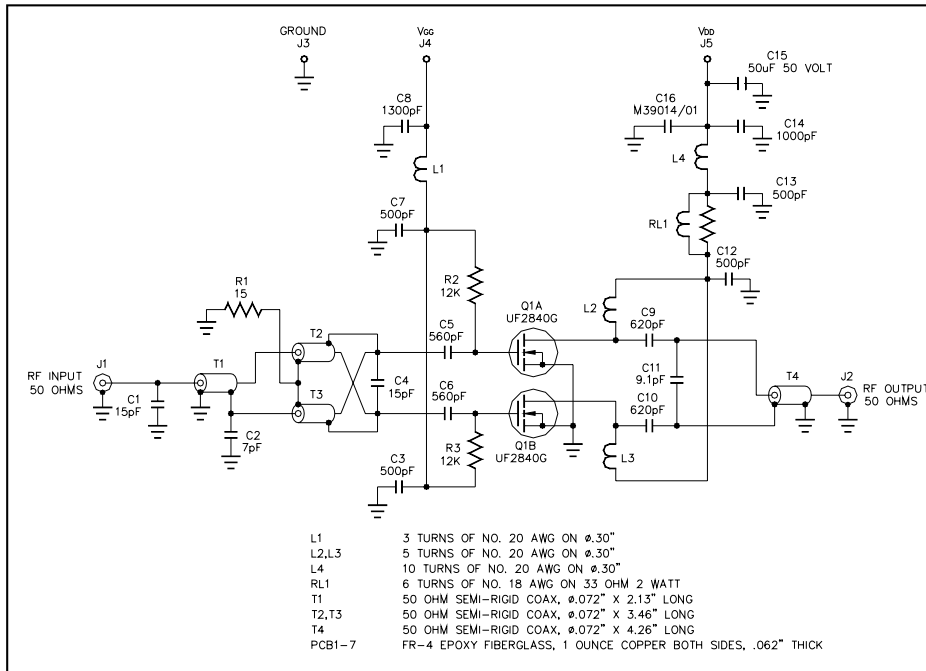 GROUND
J3
VGG
J4
VDD
J5
C15
50uF 50 VOLT
C8
1300pF
C16
M39014/01
C14
1000pF
L1
L4
C13
500pF
C7
500pF
RL1
R1
15
R2
12K
C12
500pF
Q1A
UF2840G
L2
C9
620pF
T2
C5
560pF
J1
RF INPUT
50 OHMS
T1
C1
15pF
T3
C4
15pF
C6
560pF
C11
9.1pF
C10
620pF
T4
J2
RF OUTPUT
50 OHMS
C2
7pF
R3
12K
Q1B
UF2840G
L3
C3
500pF
L1 3 TURNS OF NO. 20 AWG ON ø.30"
L2,L3 5 TURNS OF NO. 20 AWG ON ø.30"
L4 10 TURNS OF NO. 20 AWG ON ø.30"
RL1 6 TURNS OF NO. 18 AWG ON 33 OHM 2 WATT
T1 50 OHM SEMI-RIGID COAX, ø.072" X 2.13" LONG
T2,T3 50 OHM SEMI-RIGID COAX, ø.072" X 3.46" LONG
T4 50 OHM SEMI-RIGID COAX, ø.072" X 4.26" LONG
PCB1-7 FR-4 EPOXY FIBERGLASS, 1 OUNCE COPPER BOTH SIDES, .062" THICK